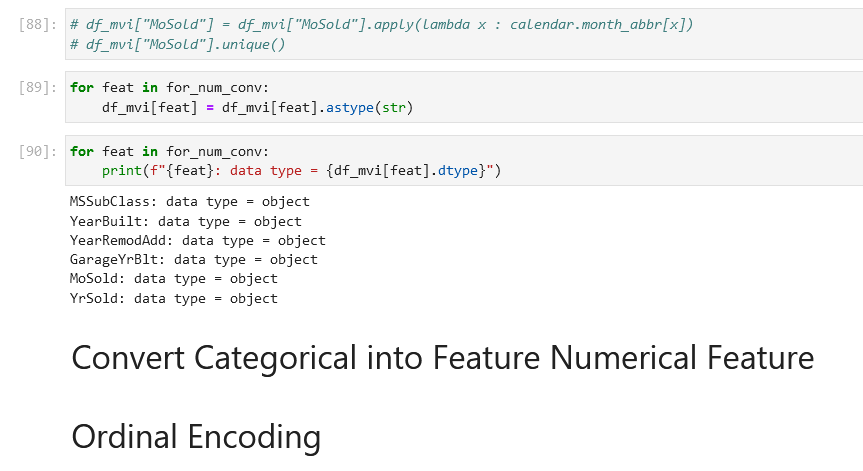 [88]: # df_mvi["MoSold"] = df_mvi["MoSold"].apply(lambda x : calendar.month_abbr[x])
# df_mvi["MoSold"].unique()
[89]: for feat in for_num_conv:
    df_mvi[feat] = df_mvi[feat].astype(str)
[90]: for feat in for_num_conv:
    print(f"{feat}: data type = {df_mvi[feat].dtype}")
MSSubClass: data type = object
YearBuilt: data type = object
YearRemodAdd: data type = object
GarageYrBlt: data type = object
MoSold: data type = object
YrSold: data type = object
Convert Categorical into Feature Numerical Feature
Ordinal Encoding